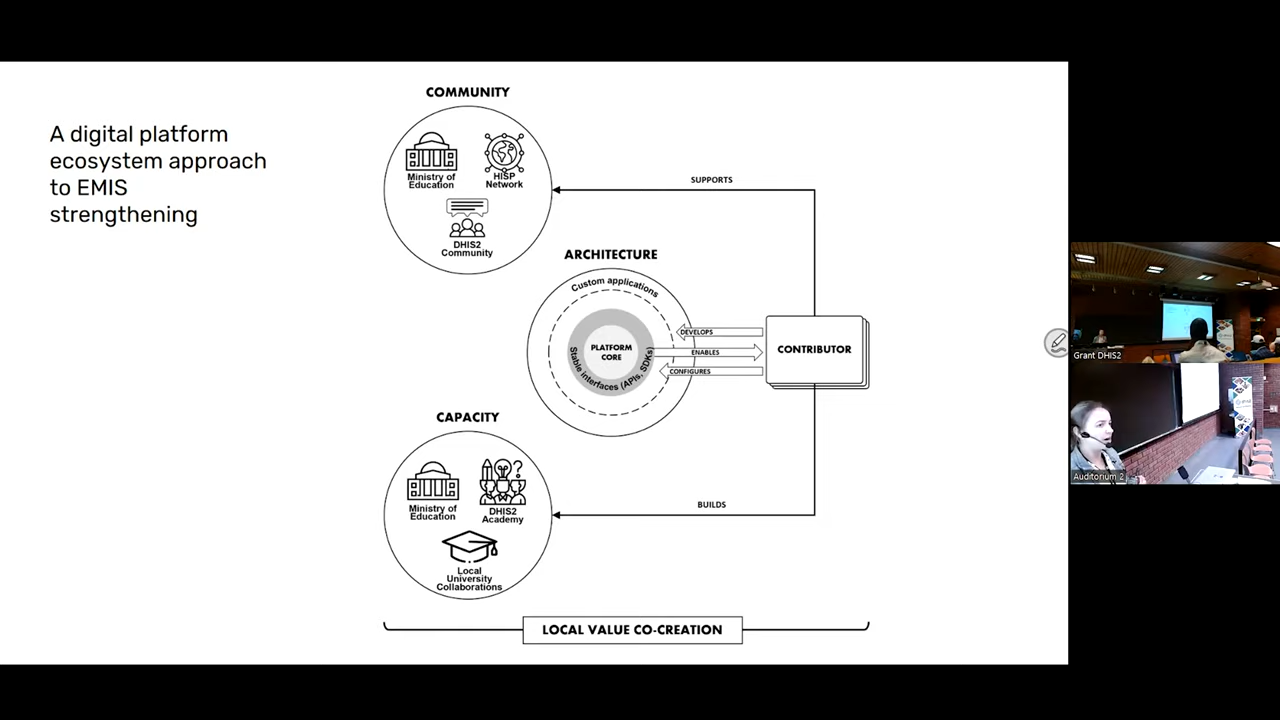 A digital platform
ecosystem approach
to EMIS
strengthening
COMMUNITY
Ministry of
Education
HISP
Network
DHIS2
Community
SUPPORTS
ARCHITECTURE
Custom applications
PLATFORM
CORE
Stable interfaces (APIs, SDKs)
DEVELOPS
ENABLES
CONFIGURES
CONTRIBUTOR
CAPACITY
Ministry of
Education
DHIS2
Academy
Local
University
Collaborations
BUILDS
LOCAL VALUE CO-CREATION
Grant DHIS2
Auditorium 2